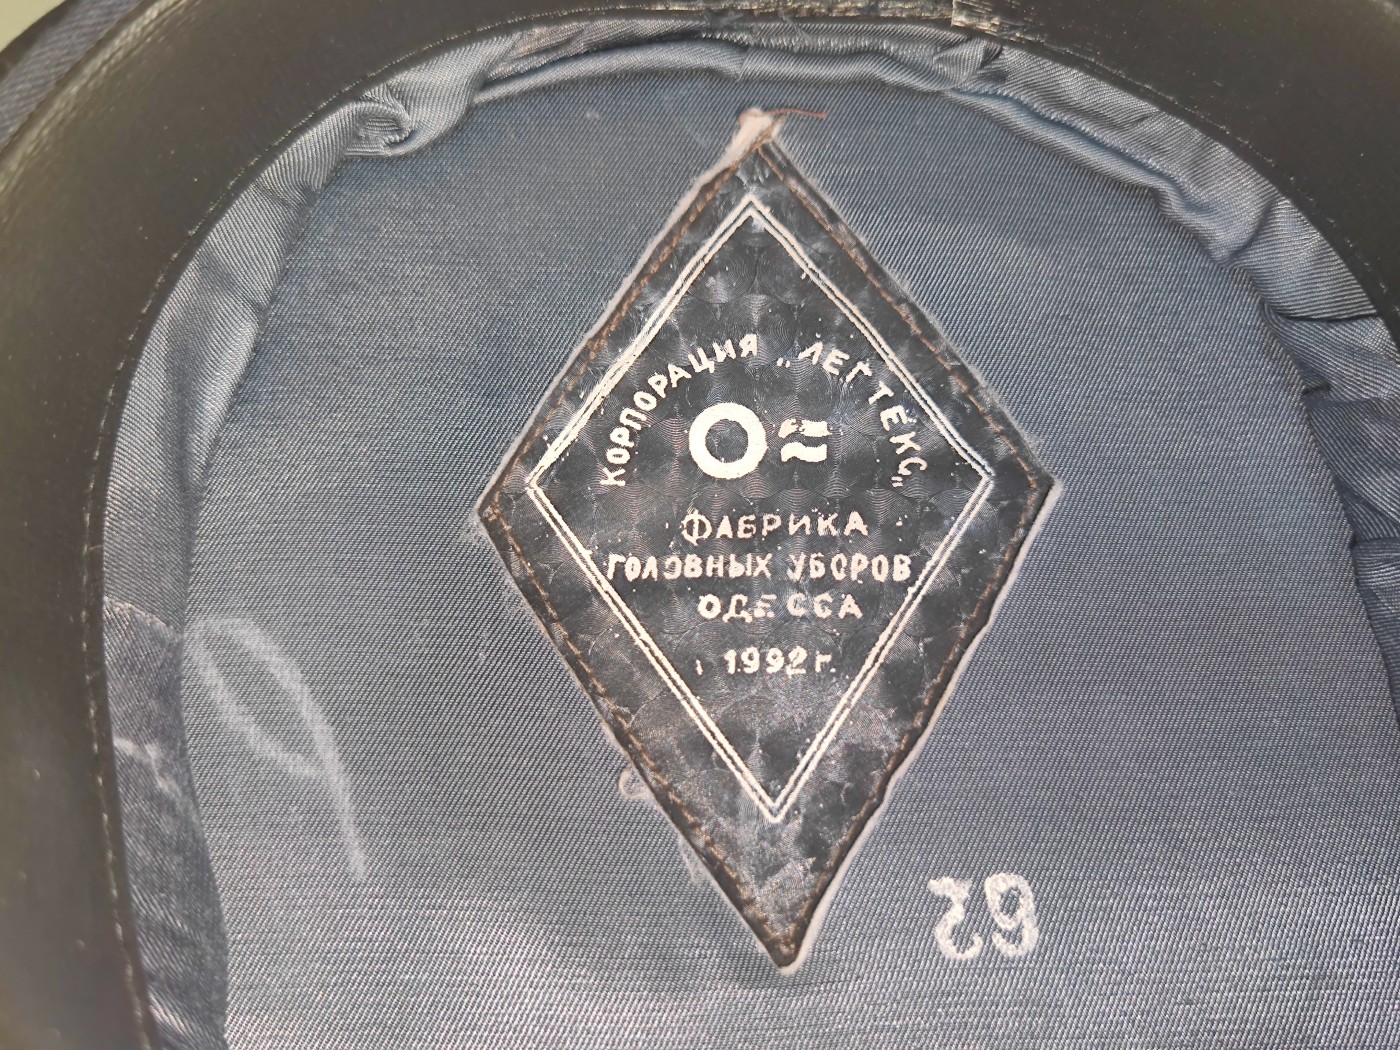 КОРПОРАЦИЯ „ЛЕГТЕКС„
ФАБРИКА
ГОЛОВНЫХ УБОРОВ
ОДЕССА
1992г.
62